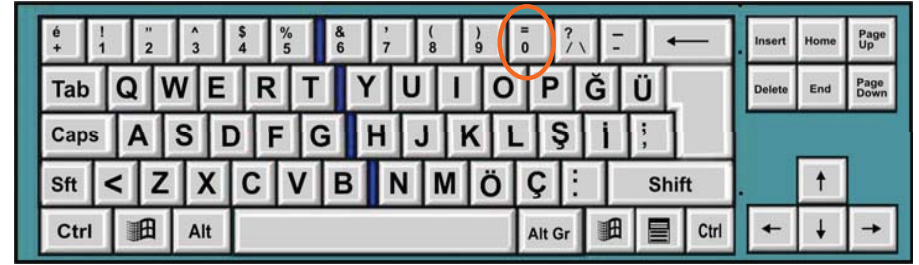 é + ! 1 " 2 ^ 3 $ 4 % 5 & 6 ' 7 ( 8 ) 9 = 0 ? / \ – - ← Insert Home Page Up
Tab Q W E R T Y U I O P Ğ Ü Delete End Page Down
Caps A S D F G H J K L Ş İ ; ,
Sft < Z X C V B N M Ö Ç : . Shift ↑
Ctrl Alt Alt Gr Ctrl ← ↓ →